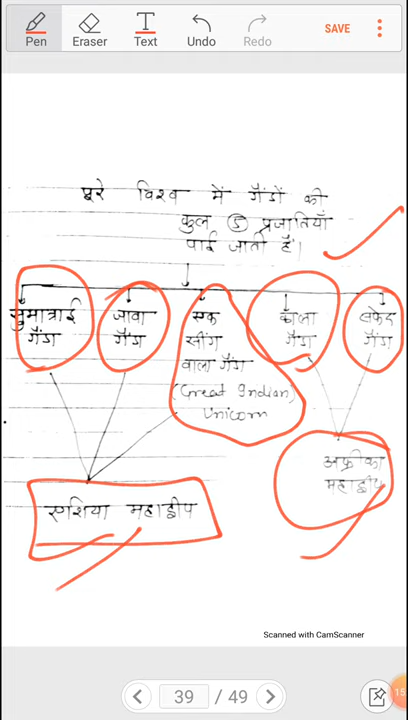 Pen
Eraser
Text
Undo
Redo
SAVE
पूरे विश्व में गैंडों की
कुल ⑤ प्रजातियाँ
पाई जाती हैं।
सुमात्राई
गैंडा
जावा
गैंडा
एक
सींग
वाला गैंडा
(Great Indian)
Unicorn
काला
गैंडा
सफेद
गैंडा
एशिया महाद्वीप
अफ्रीका
महाद्वीप
Scanned with CamScanner
39 / 49
15